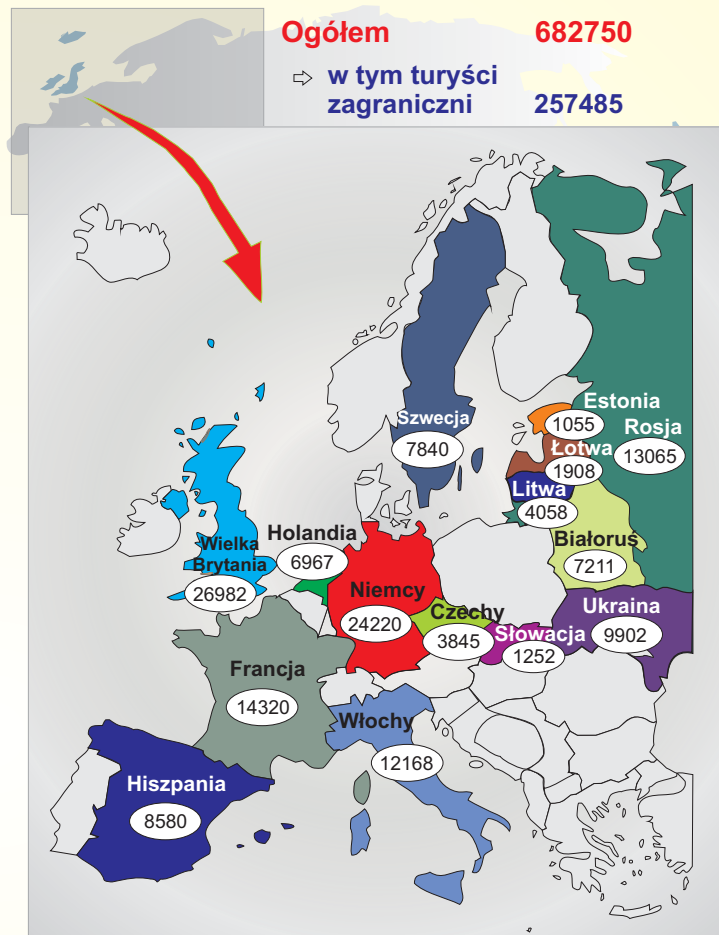 Ogółem 682750
⇨ w tym turyści
zagraniczni 257485
Estonia
1055
Rosja
13065
Szwecja
7840
Łotwa
1908
Litwa
4058
Białoruś
7211
Holandia
6967
Wielka
Brytania
26982
Niemcy
24220
Czechy
3845
Słowacja
1252
Ukraina
9902
Francja
14320
Włochy
12168
Hiszpania
8580